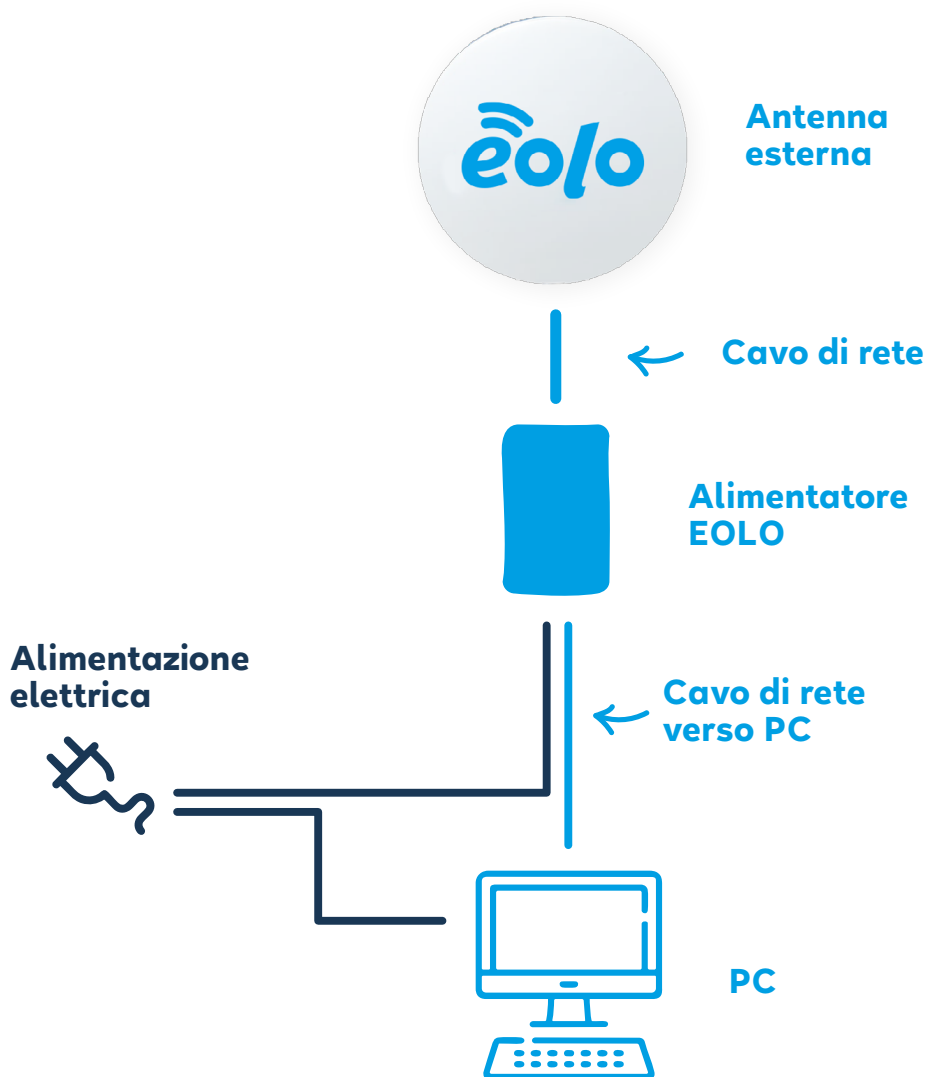 eolo
Antenna
esterna
Cavo di rete
Alimentatore
EOLO
Alimentazione
elettrica
Cavo di rete
verso PC
PC